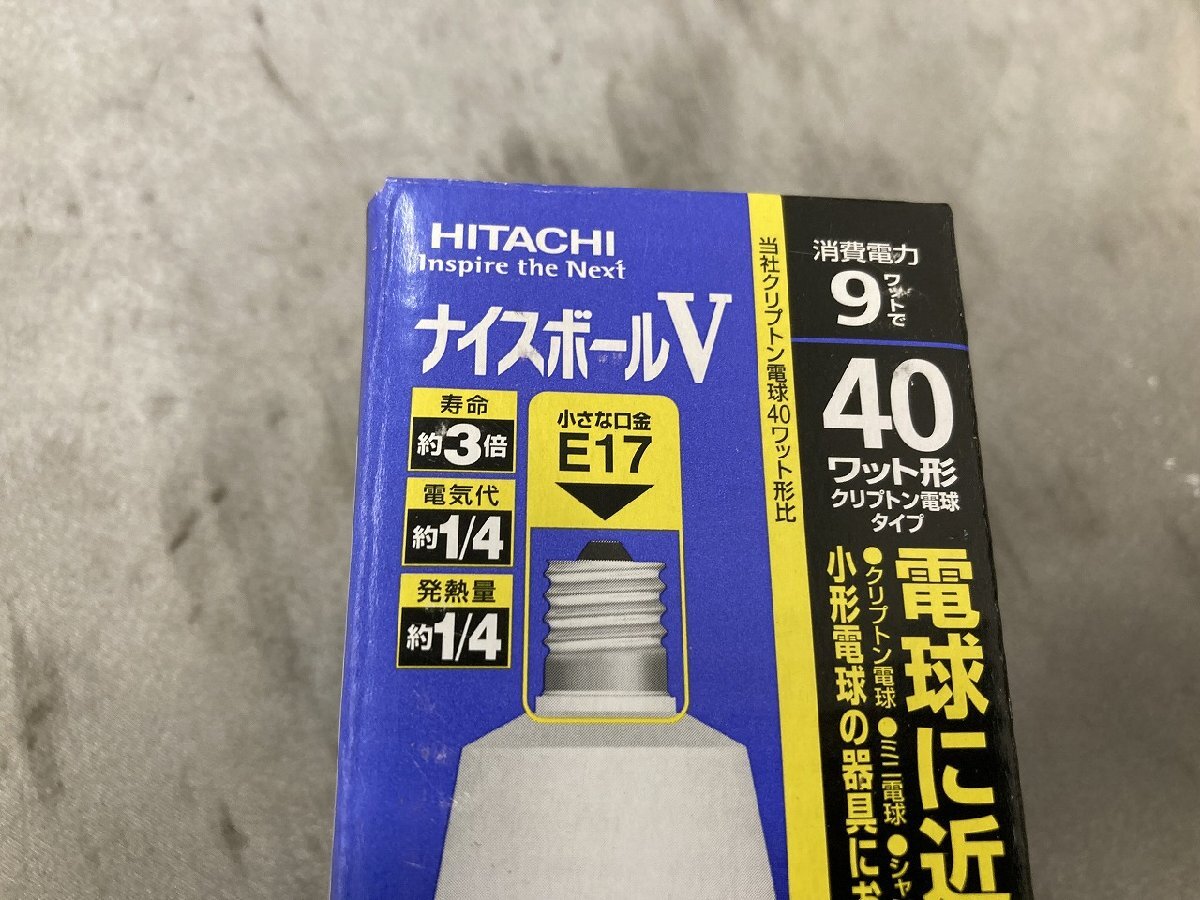 HITACHI
Inspire the Next
ナイスボールV
寿命
約3倍
電気代
約1/4
発熱量
約1/4
小さな口金
E17
当社クリプトン電球40ワット形比
消費電力
9ワットで
40
ワット形
クリプトン電球
タイプ
電球に近
●クリプトン電球●ミニ電球●シャ
小形電球の器具にお